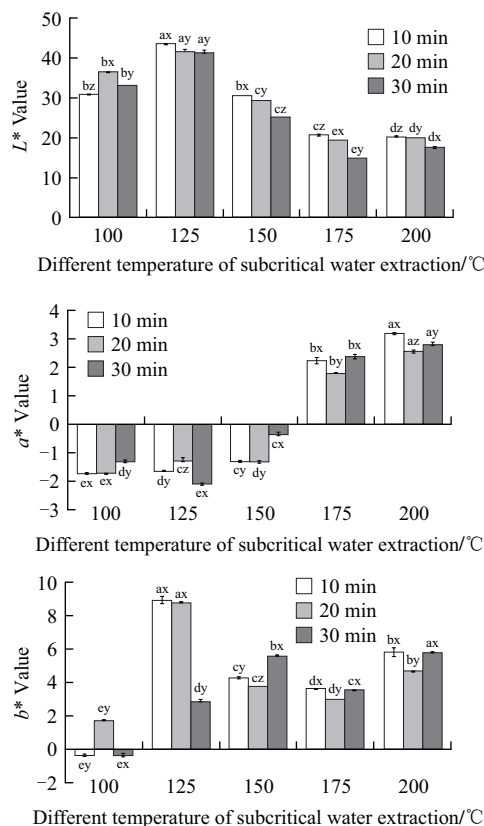 50
40
30
20
10
0
L* Value
10 min
20 min
30 min
bz bx by
ax ay ay
bx cy cz
cz ex ey
dz dy dx
100 125 150 175 200
Different temperature of subcritical water extraction/℃
4
3
2
1
0
−1
−2
−3
a* Value
10 min
20 min
30 min
ex ex dy
dy cz ex
cy dy cx
bx by bx
ax az ay
100 125 150 175 200
Different temperature of subcritical water extraction/℃
10
8
6
4
2
0
−2
b* Value
10 min
20 min
30 min
ey ey ex
ax ax dy
cy cz bx
dx dy cx
bx by ax
100 125 150 175 200
Different temperature of subcritical water extraction/℃